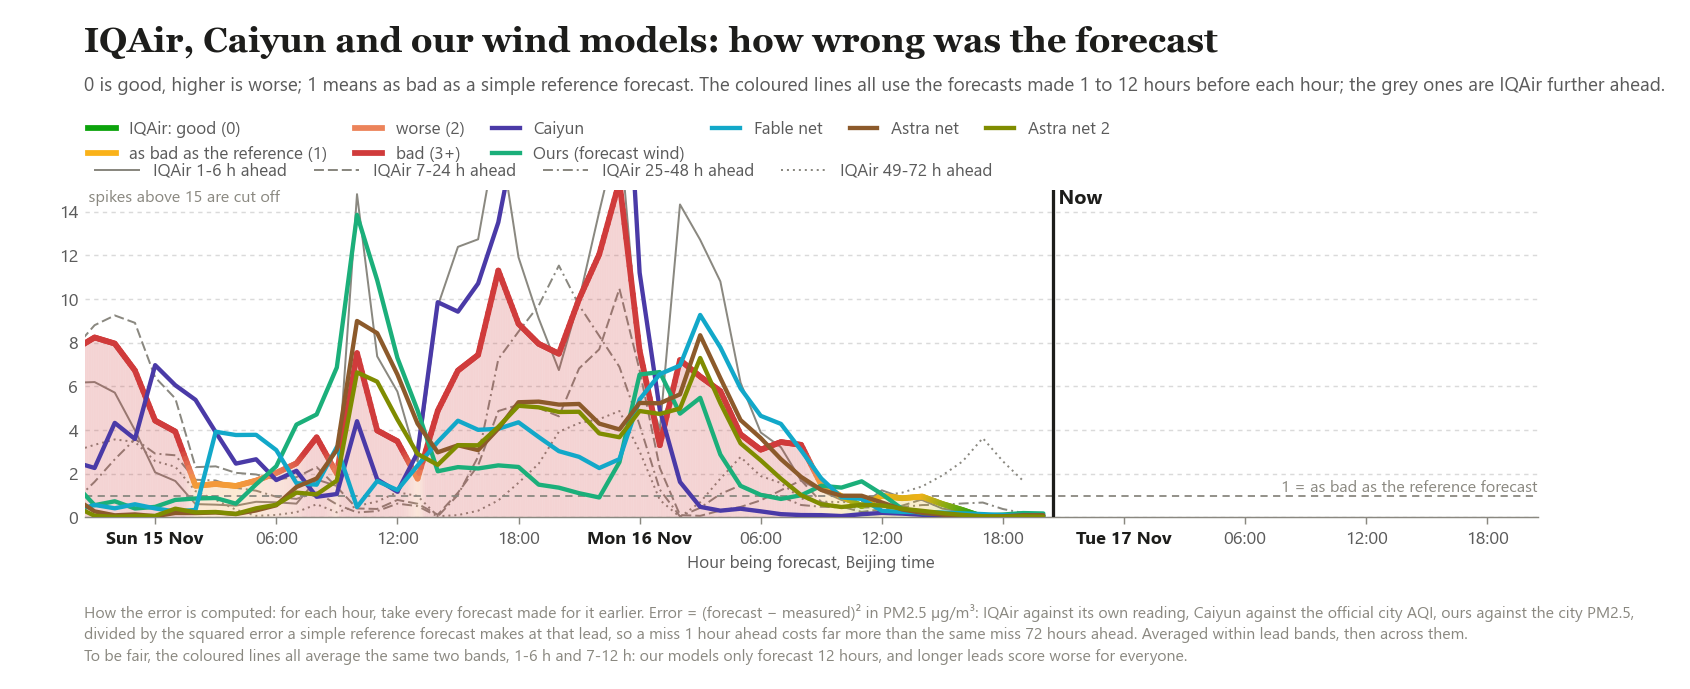 IQAir, Caiyun and our wind models: how wrong was the forecast
0 is good, higher is worse; 1 means as bad as a simple reference forecast. The coloured lines all use the forecasts made 1 to 12 hours before each hour; the grey ones are IQAir further ahead.
IQAir: good (0) worse (2) Caiyun Fable net Astra net Astra net 2
as bad as the reference (1) bad (3+) Ours (forecast wind)
IQAir 1-6 h ahead IQAir 7-24 h ahead IQAir 25-48 h ahead IQAir 49-72 h ahead
spikes above 15 are cut off
Now
14
12
10
8
6
4
2
0
1 = as bad as the reference forecast
Sun 15 Nov 06:00 12:00 18:00 Mon 16 Nov 06:00 12:00 18:00 Tue 17 Nov 06:00 12:00 18:00
Hour being forecast, Beijing time
How the error is computed: for each hour, take every forecast made for it earlier. Error = (forecast − measured)² in PM2.5 µg/m³: IQAir against its own reading, Caiyun against the official city AQI, ours against the city PM2.5,
divided by the squared error a simple reference forecast makes at that lead, so a miss 1 hour ahead costs far more than the same miss 72 hours ahead. Averaged within lead bands, then across them.
To be fair, the coloured lines all average the same two bands, 1-6 h and 7-12 h: our models only forecast 12 hours, and longer leads score worse for everyone.